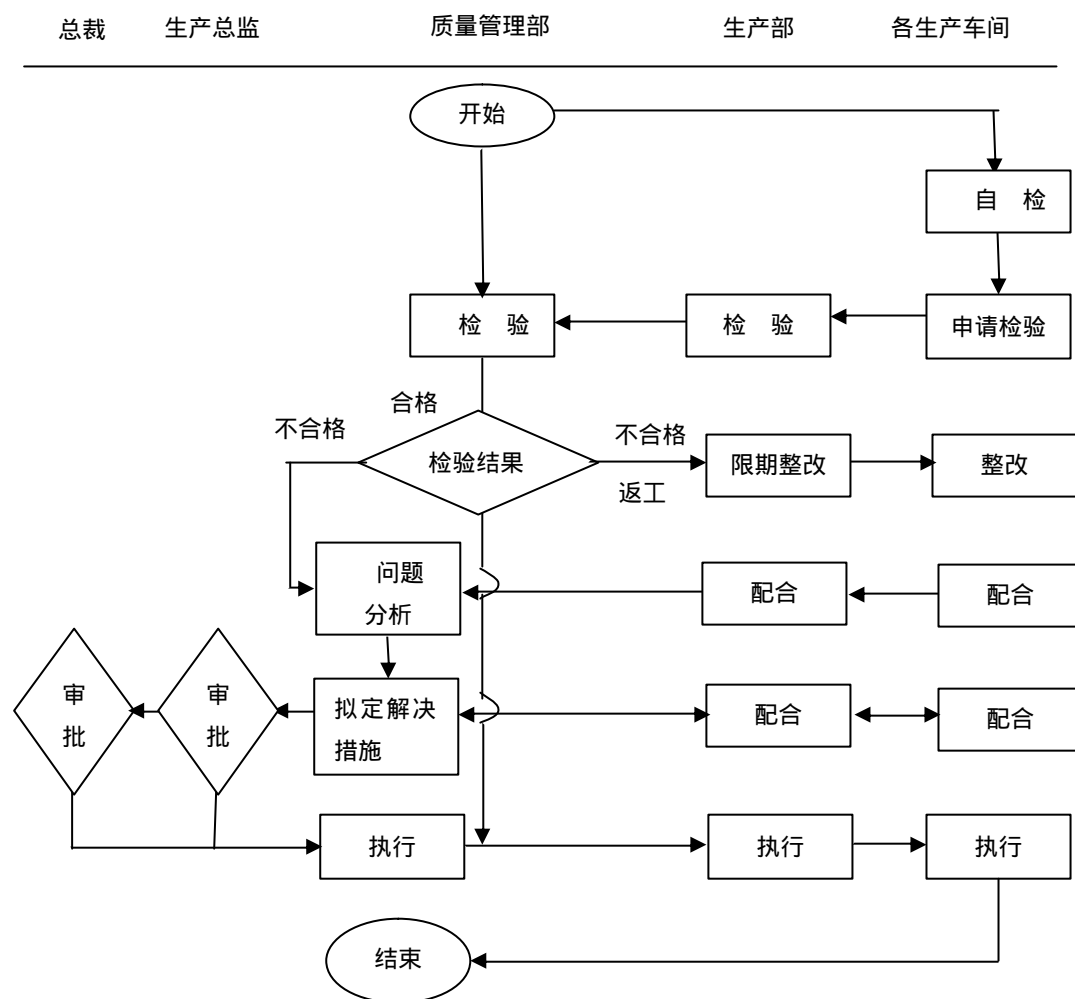 总裁 生产总监 质量管理部 生产部 各生产车间
开始
自 检
检 验 检 验 申请检验
合格
不合格 不合格
检验结果 限期整改 整改
返工
问题
分析
配合 配合
审
批
审
批
拟定解决
措施
配合 配合
执行 执行 执行
结束